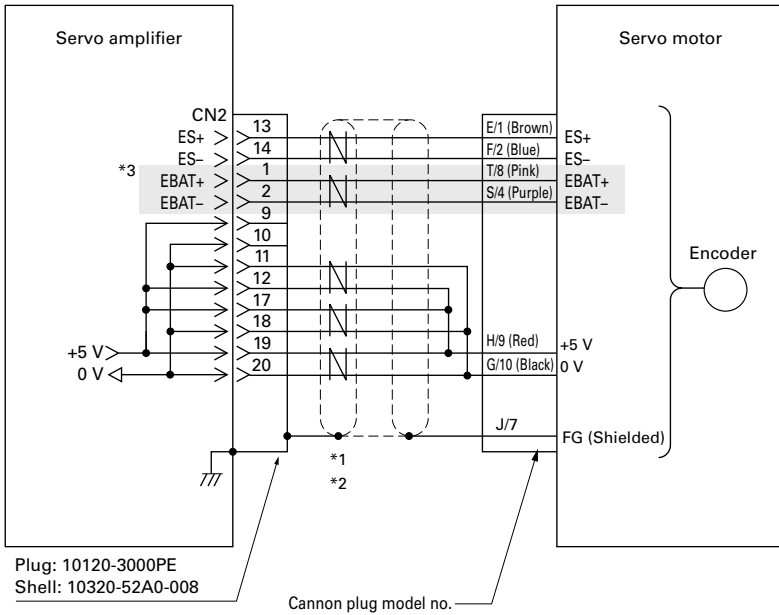 Servo amplifier
Servo motor
CN2
ES+ 13 E/1 (Brown) ES+
ES– 14 F/2 (Blue) ES–
*3
EBAT+ 1 T/8 (Pink) EBAT+
EBAT– 2 S/4 (Purple) EBAT–
9
10
11
12
17
18
+5 V 19 H/9 (Red) +5 V
0 V 20 G/10 (Black) 0 V
Encoder
J/7 FG (Shielded)
*1
*2
Plug: 10120-3000PE
Shell: 10320-52A0-008
Cannon plug model no.